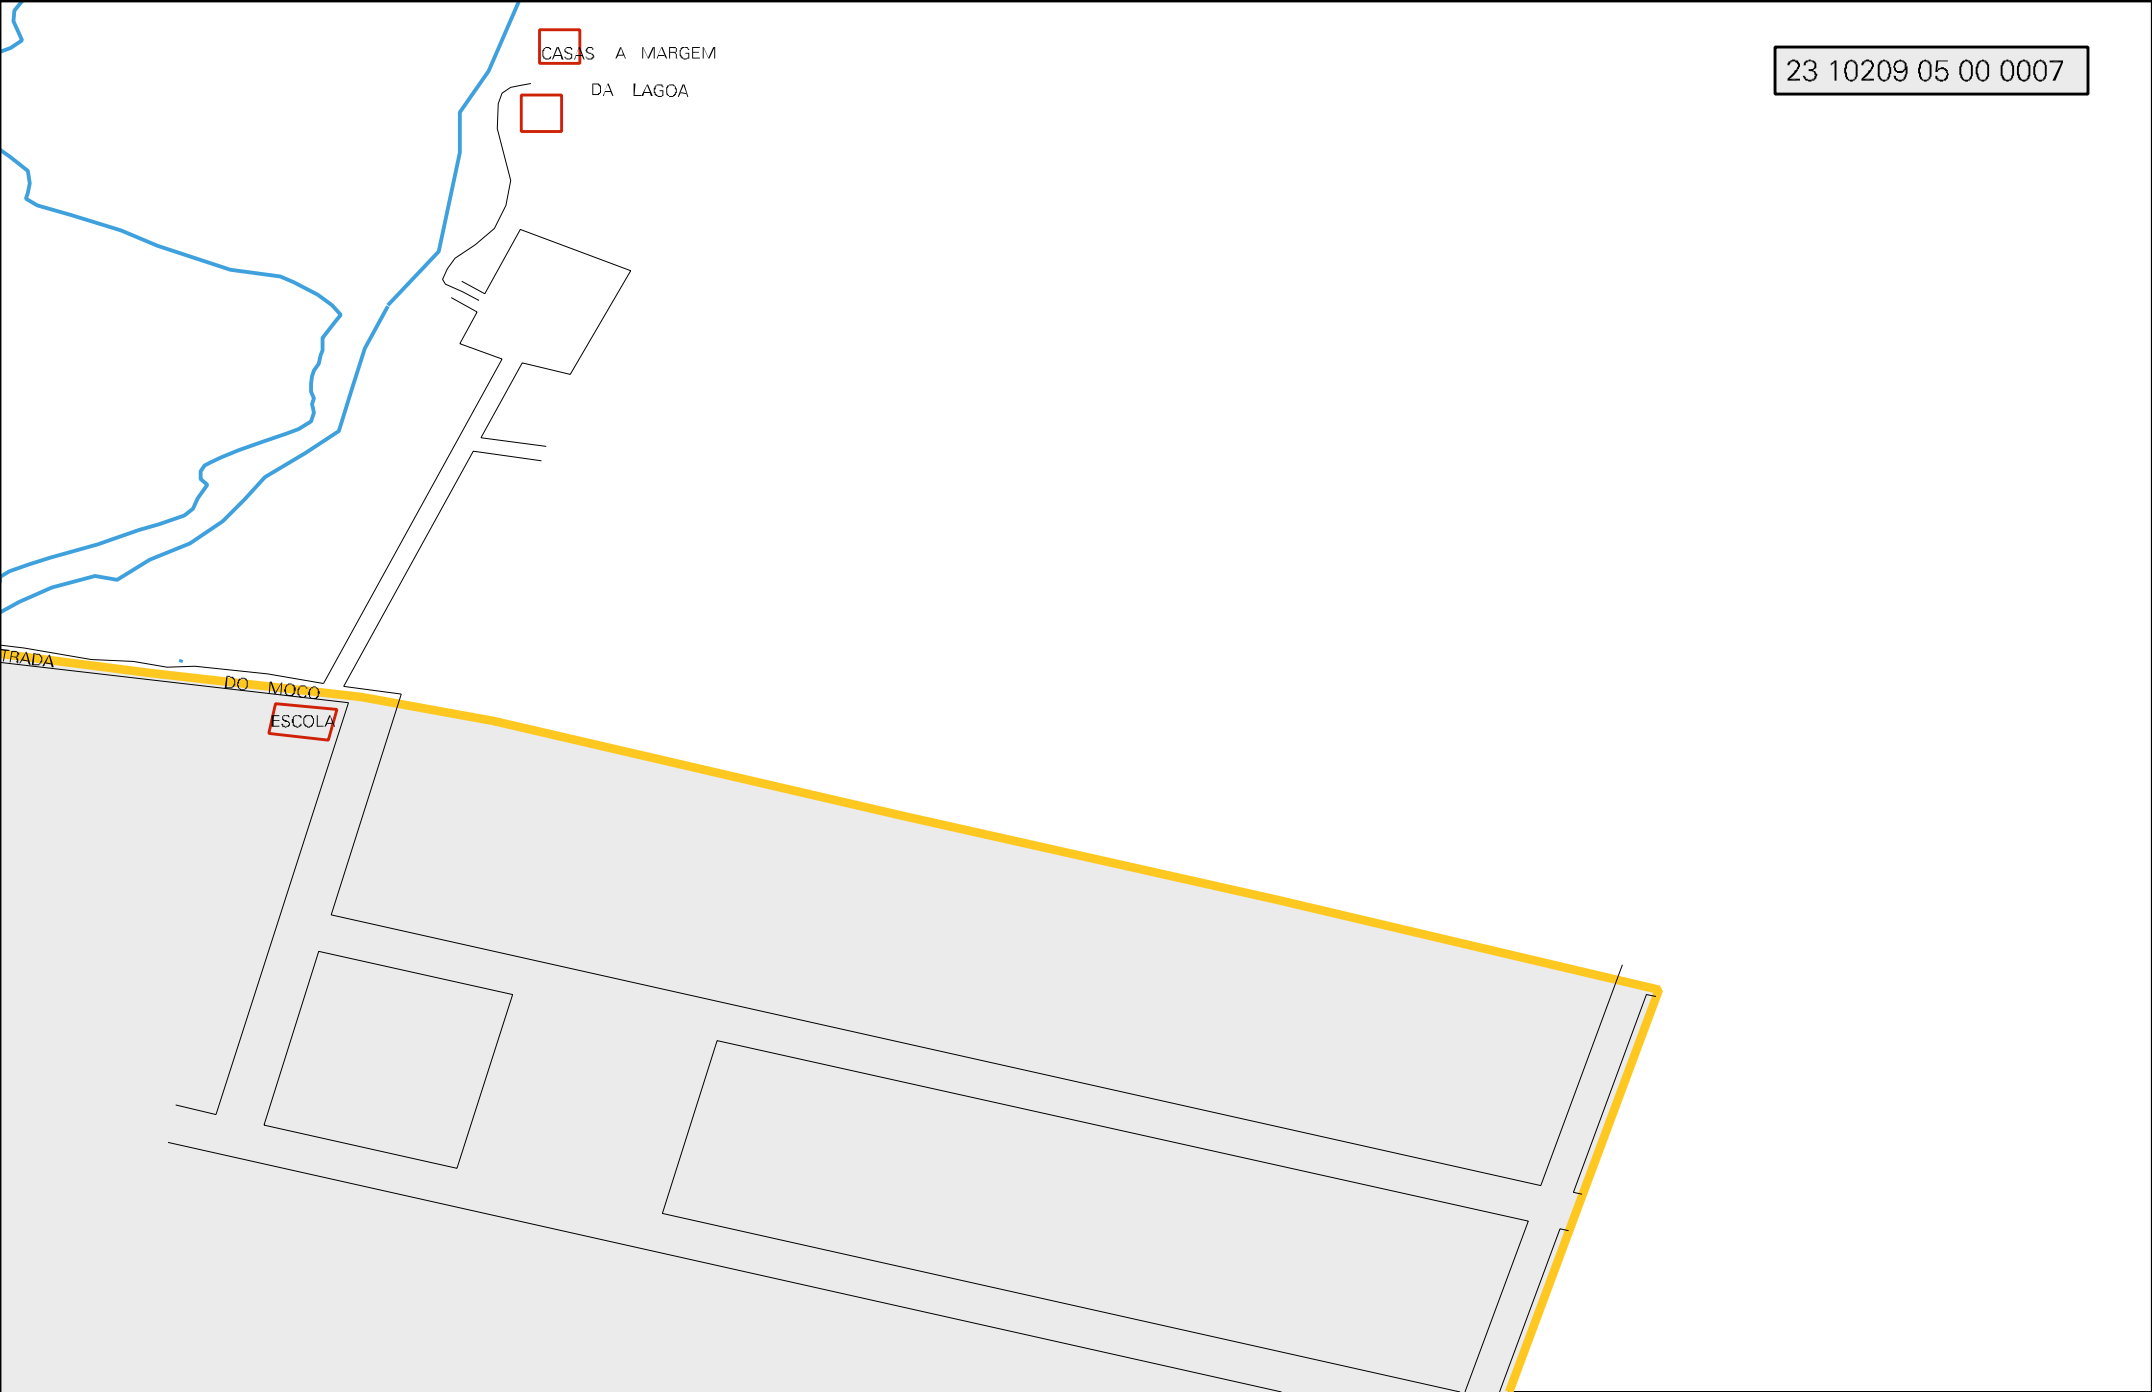 CASAS A MARGEM
DA LAGOA
23 10209 05 00 0007
TRADA DO MOCO
ESCOLA